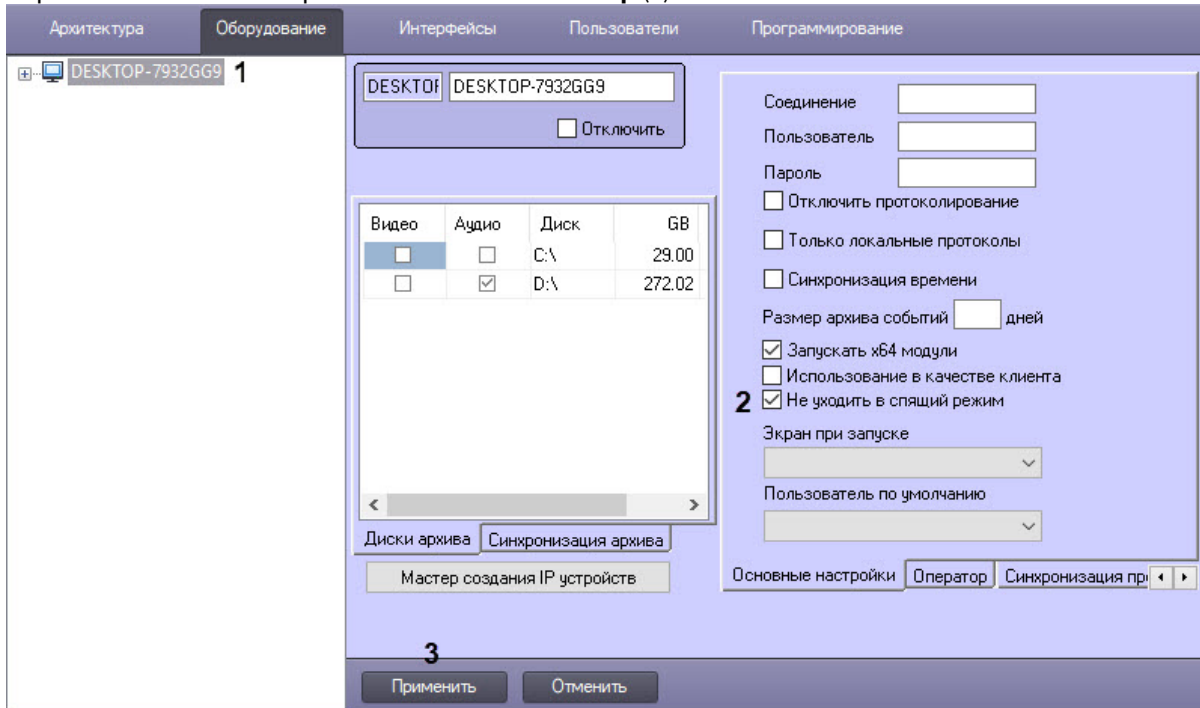 Архитектура Оборудование Интерфейсы Пользователи Программирование
DESKTOP-7932GG9 1
DESKTOP DESKTOP-7932GG9
Отключить
Видео Аудио Диск GB
C:\ 29.00
D:\ 272.02
Диски архива Синхронизация архива
Мастер создания IP устройств
Соединение
Пользователь
Пароль
Отключить протоколирование
Только локальные протоколы
Синхронизация времени
Размер архива событий дней
Запускать x64 модули
Использование в качестве клиента
2 Не уходить в спящий режим
Экран при запуске
Пользователь по умолчанию
Основные настройки Оператор Синхронизация пр
3
Применить Отменить